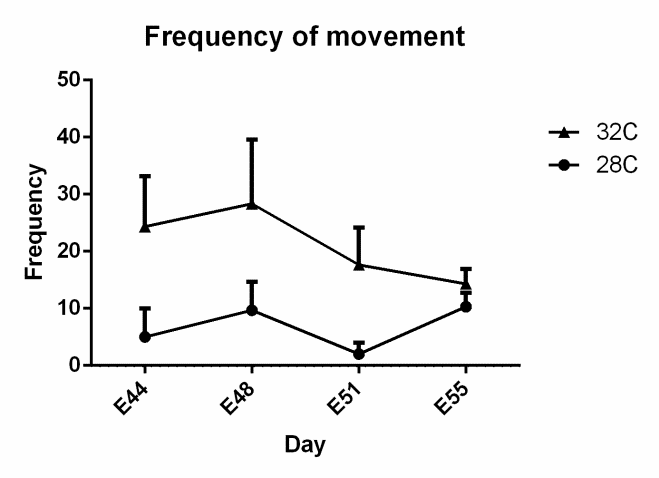 Frequency of movement
50
40
30
20
10
0
Frequency
E44
E48
E51
E55
Day
32C
28C